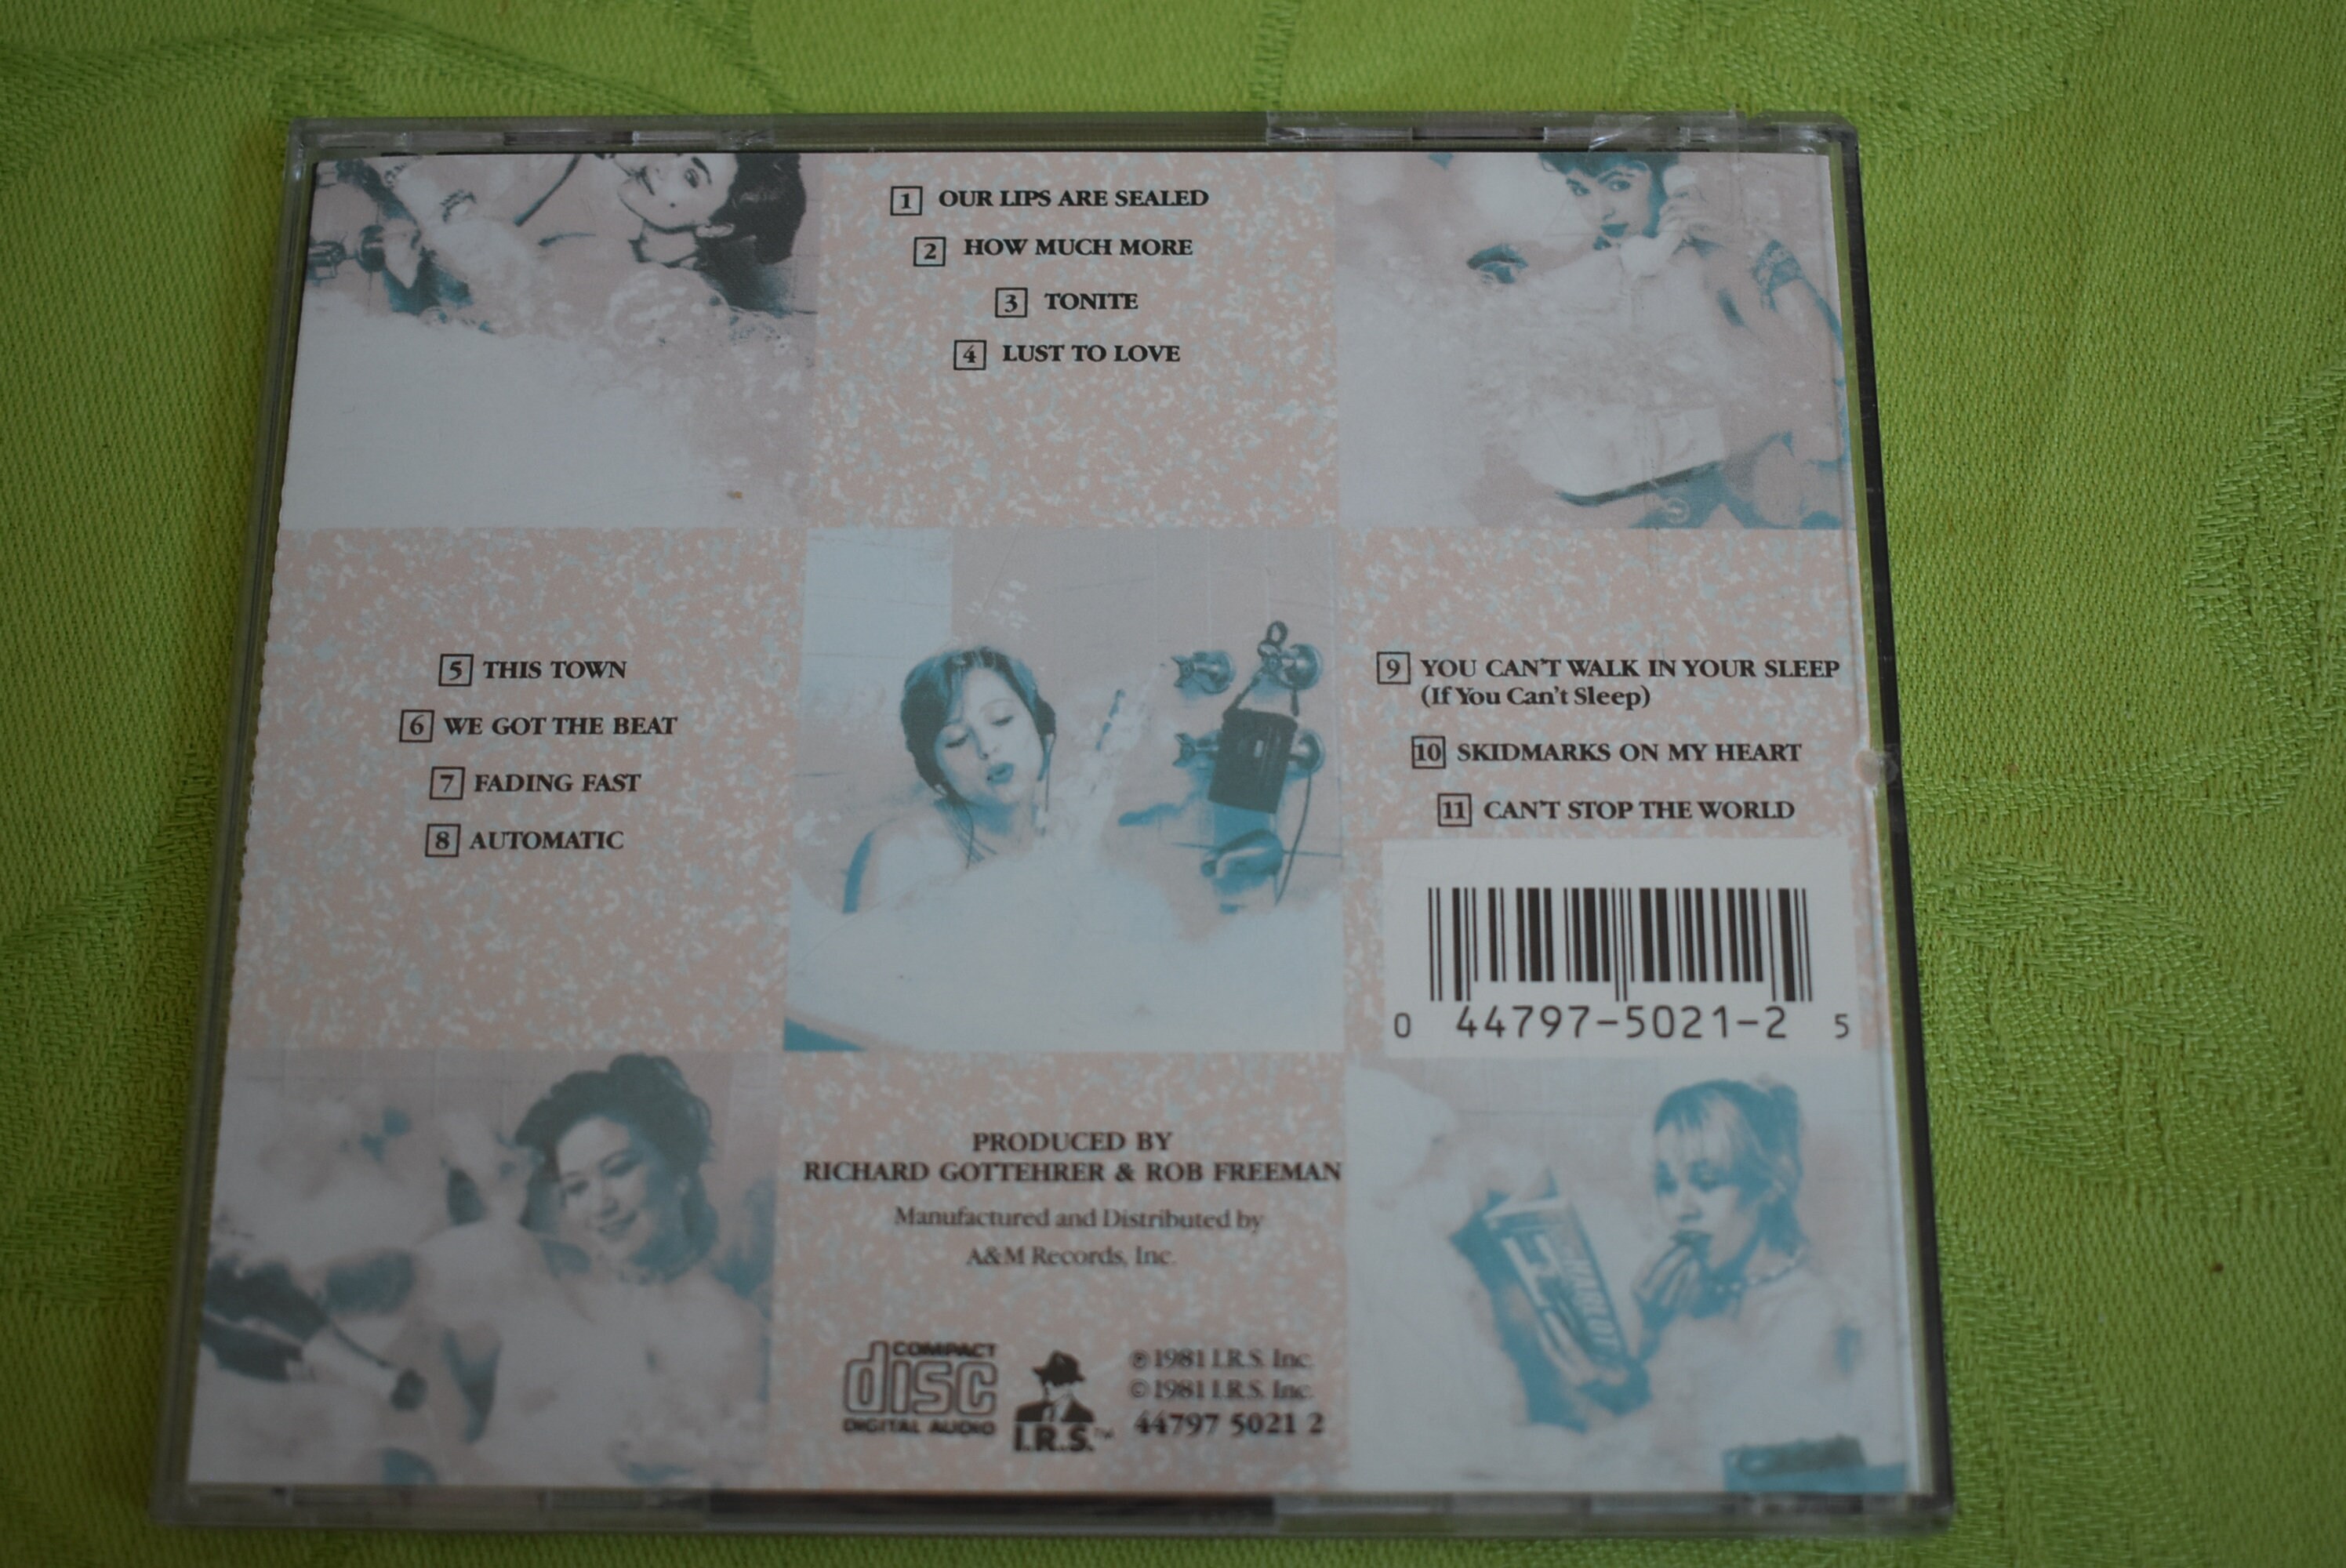 1 OUR LIPS ARE SEALED
2 HOW MUCH MORE
3 TONITE
4 LUST TO LOVE
5 THIS TOWN
6 WE GOT THE BEAT
7 FADING FAST
8 AUTOMATIC
9 YOU CAN'T WALK IN YOUR SLEEP
(If You Can't Sleep)
10 SKIDMARKS ON MY HEART
11 CAN'T STOP THE WORLD
0 44797-5021-2 5
PRODUCED BY
RICHARD GOTTEHRER & ROB FREEMAN
Manufactured and Distributed by
A&M Records, Inc.
COMPACT
disc
DIGITAL AUDIO
I.R.S.™
℗ 1981 I.R.S. Inc.
© 1981 I.R.S. Inc.
44797 5021 2